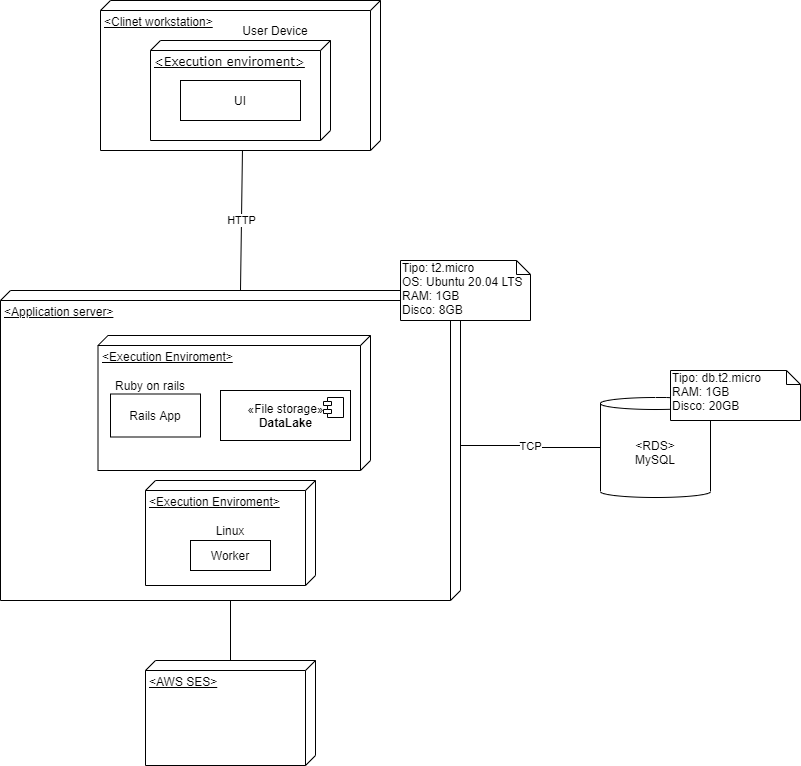 <Clinet workstation>
User Device
<Execution enviroment>
UI
HTTP
Tipo: t2.micro
OS: Ubuntu 20.04 LTS
RAM: 1GB
Disco: 8GB
<Application server>
<Execution Enviroment>
Ruby on rails
Rails App
«File storage»
DataLake
<Execution Enviroment>
Linux
Worker
TCP
Tipo: db.t2.micro
RAM: 1GB
Disco: 20GB
<RDS>
MySQL
<AWS SES>